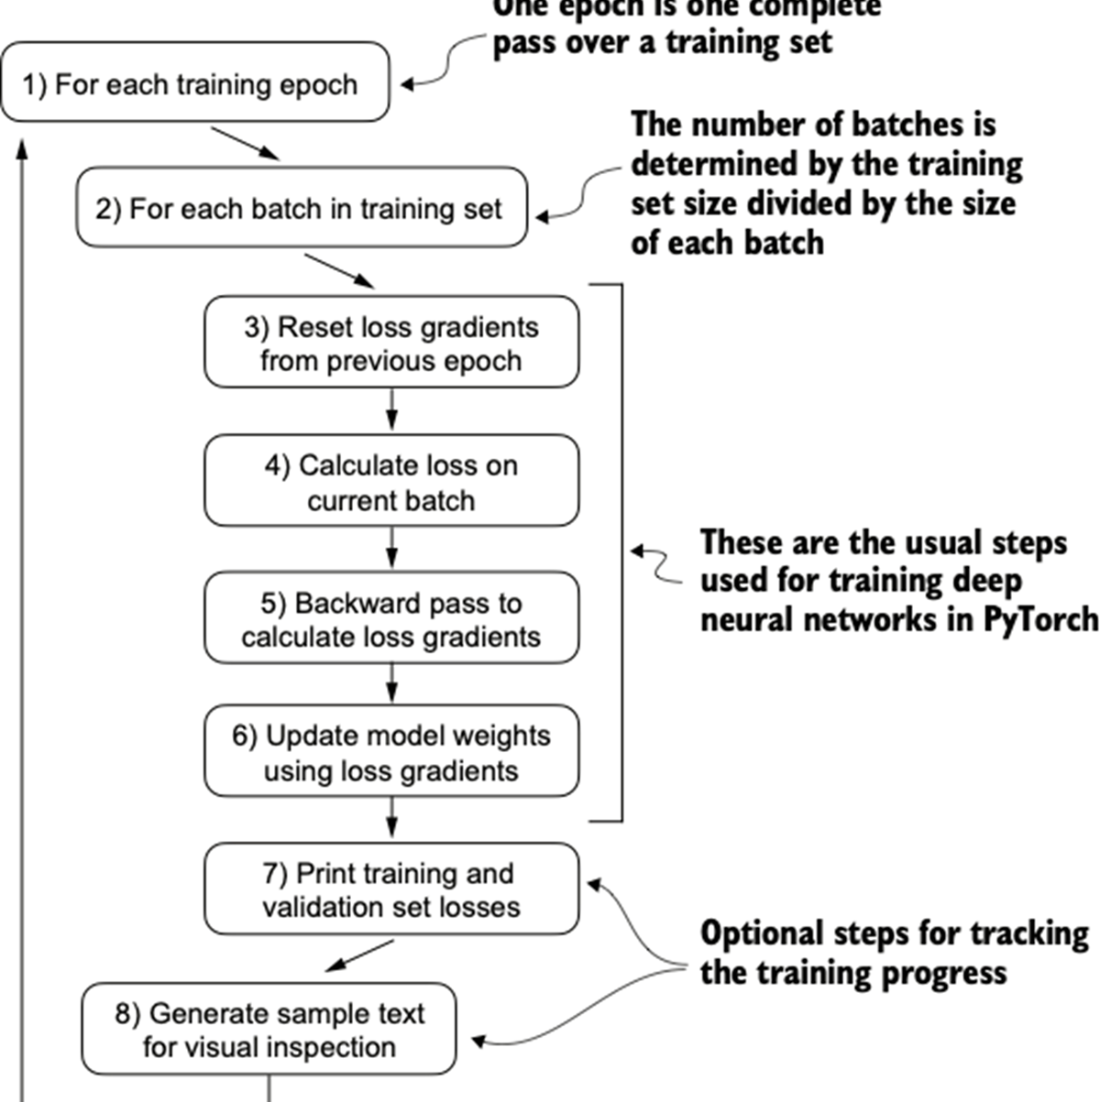 One epoch is one complete
pass over a training set
1) For each training epoch
The number of batches is
determined by the training
set size divided by the size
of each batch
2) For each batch in training set
3) Reset loss gradients
from previous epoch
4) Calculate loss on
current batch
These are the usual steps
used for training deep
neural networks in PyTorch
5) Backward pass to
calculate loss gradients
6) Update model weights
using loss gradients
7) Print training and
validation set losses
Optional steps for tracking
the training progress
8) Generate sample text
for visual inspection